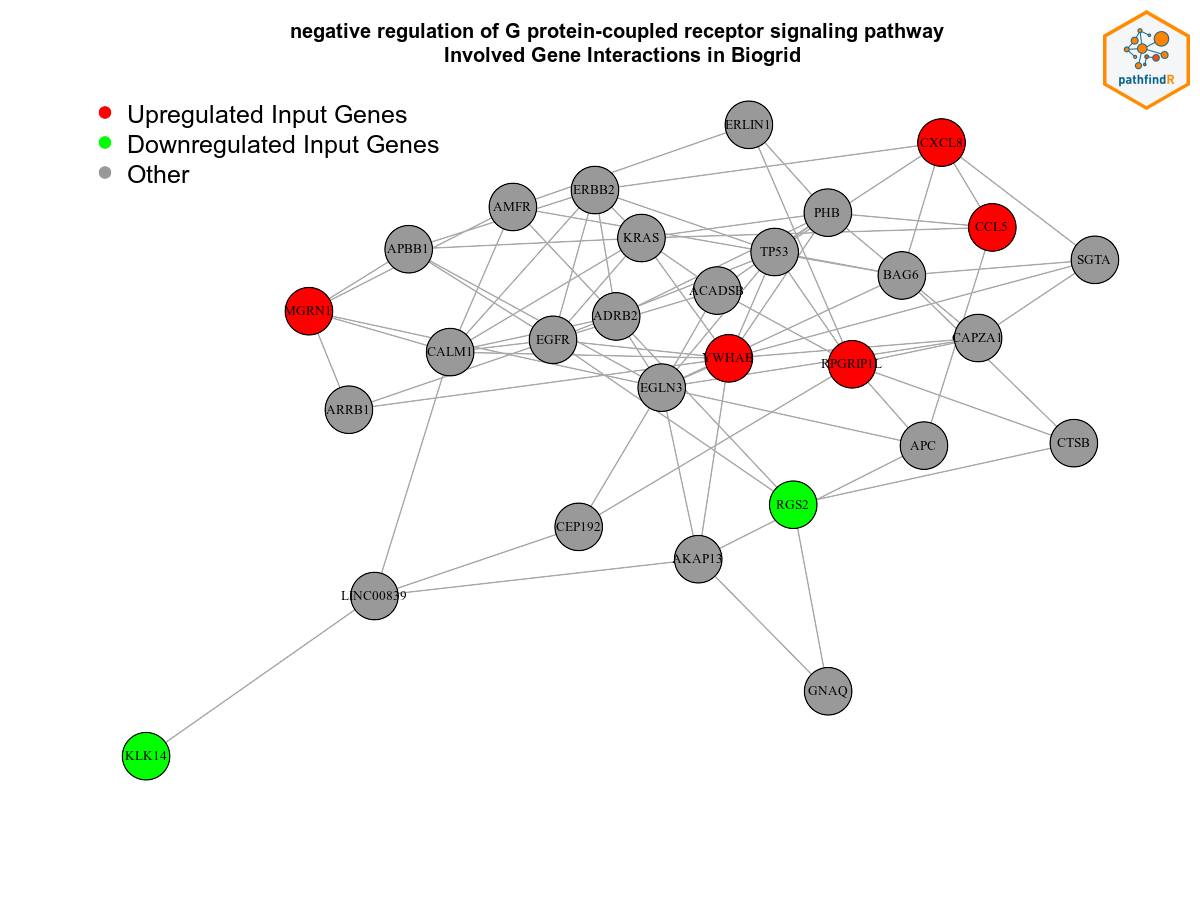 negative regulation of G protein-coupled receptor signaling pathway
Involved Gene Interactions in Biogrid
pathfindR
Upregulated Input Genes
Downregulated Input Genes
Other
ERLIN1
CXCL8
ERBB2
AMFR
PHB
CCL5
KRAS
APBB1
TP53
SGTA
BAG6
ACADSB
MGRN1
ADRB2
EGFR
CAPZA1
CALM1
YWHAB
RPGRIP1L
EGLN3
ARRB1
APC
CTSB
RGS2
CEP192
AKAP13
LINC00839
GNAQ
KLK14